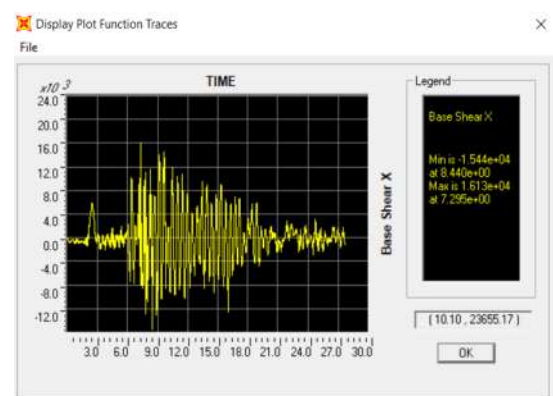 Display Plot Function Traces
File
TIME
x10 3
24.0
20.0
16.0
12.0
8.0
4.0
0.0
-4.0
-8.0
-12.0
3.0 6.0 9.0 12.0 15.0 18.0 21.0 24.0 27.0 30.0
Base Shear X
Legend
Base Shear X
Min is -1.544e+04
at 8.440e+00
Max is 1.613e+04
at 7.295e+00
( 10.10 , 23655.17 )
OK